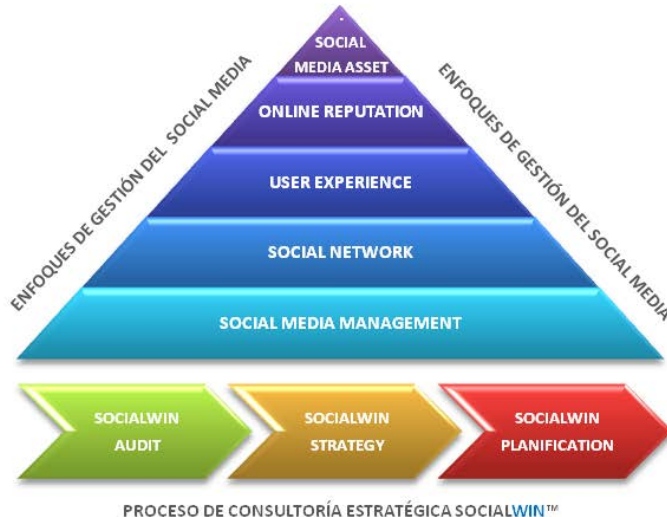 SOCIAL
MEDIA ASSET
ONLINE REPUTATION
USER EXPERIENCE
SOCIAL NETWORK
SOCIAL MEDIA MANAGEMENT
ENFOQUES DE GESTIÓN DEL SOCIAL MEDIA
ENFOQUES DE GESTIÓN DEL SOCIAL MEDIA
SOCIALWIN
AUDIT
SOCIALWIN
STRATEGY
SOCIALWIN
PLANIFICATION
PROCESO DE CONSULTORÍA ESTRATÉGICA SOCIALWIN™